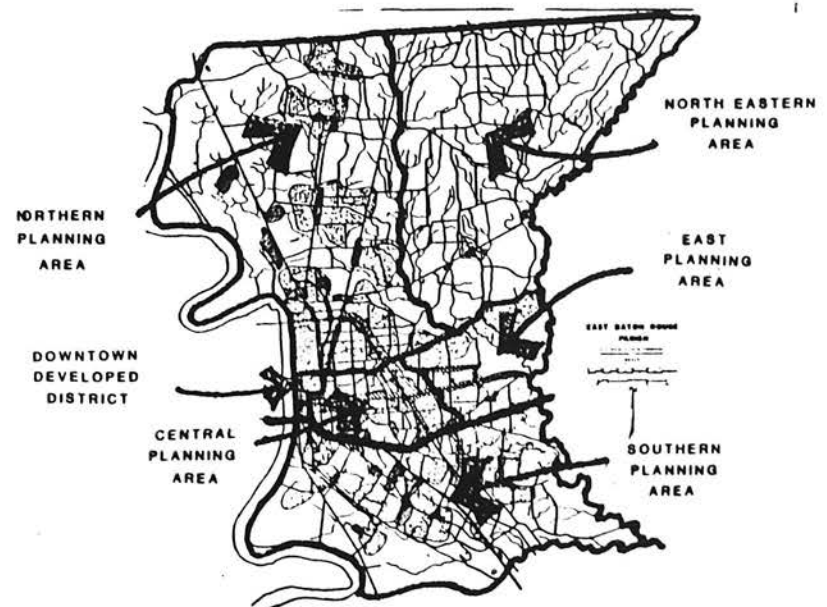 NORTH EASTERN
PLANNING
AREA
NORTHERN
PLANNING
AREA
EAST
PLANNING
AREA
EAST BATON ROUGE
PARISH
DOWNTOWN
DEVELOPED
DISTRICT
CENTRAL
PLANNING
AREA
SOUTHERN
PLANNING
AREA